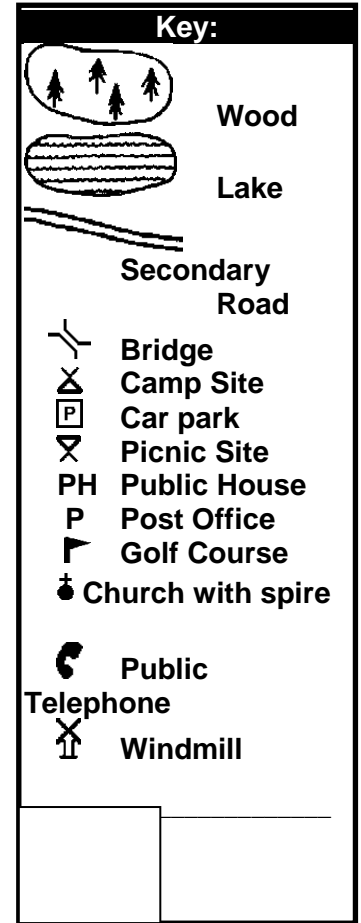 Key:
Wood
Lake
Secondary
Road
Bridge
Camp Site
P Car park
Picnic Site
PH Public House
P Post Office
Golf Course
Church with spire
Public
Telephone
Windmill